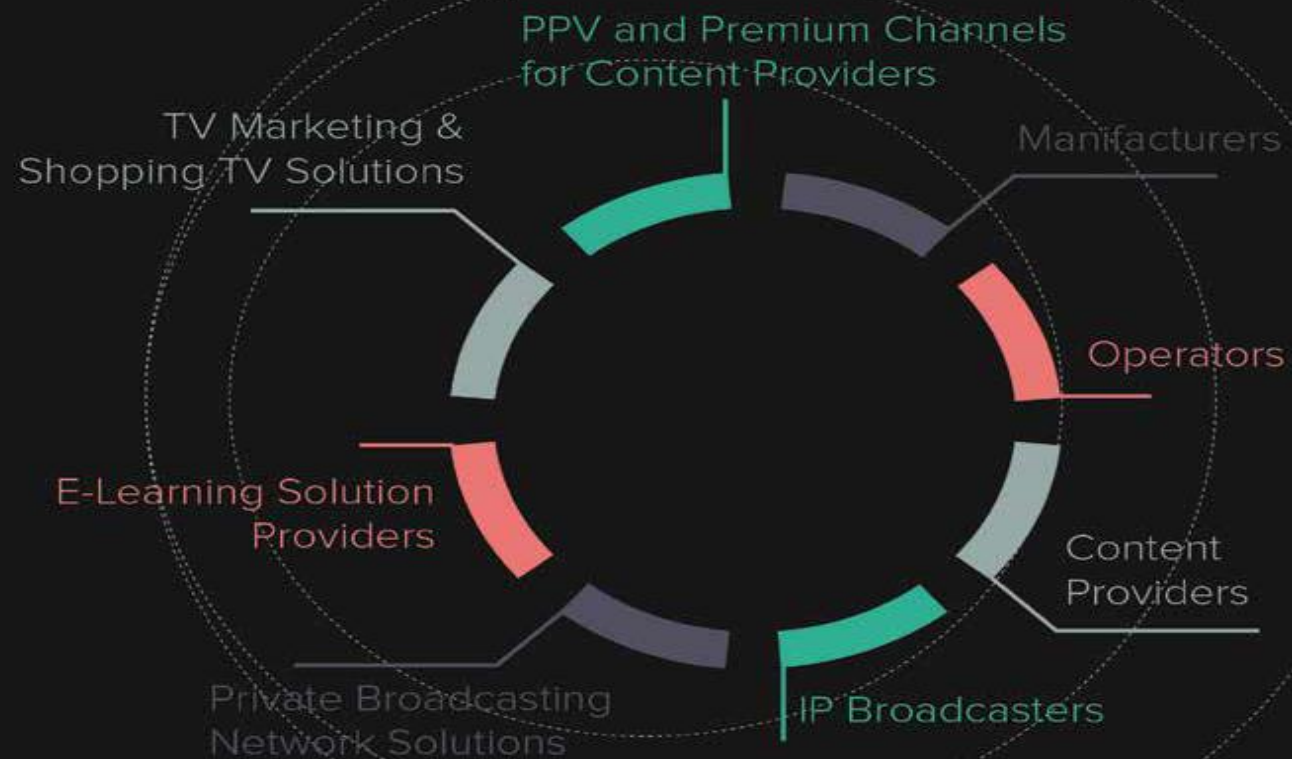 PPV and Premium Channels
for Content Providers
TV Marketing &
Shopping TV Solutions
Manifacturers
Operators
E-Learning Solution
Providers
Content
Providers
Private Broadcasting
Network Solutions
IP Broadcasters